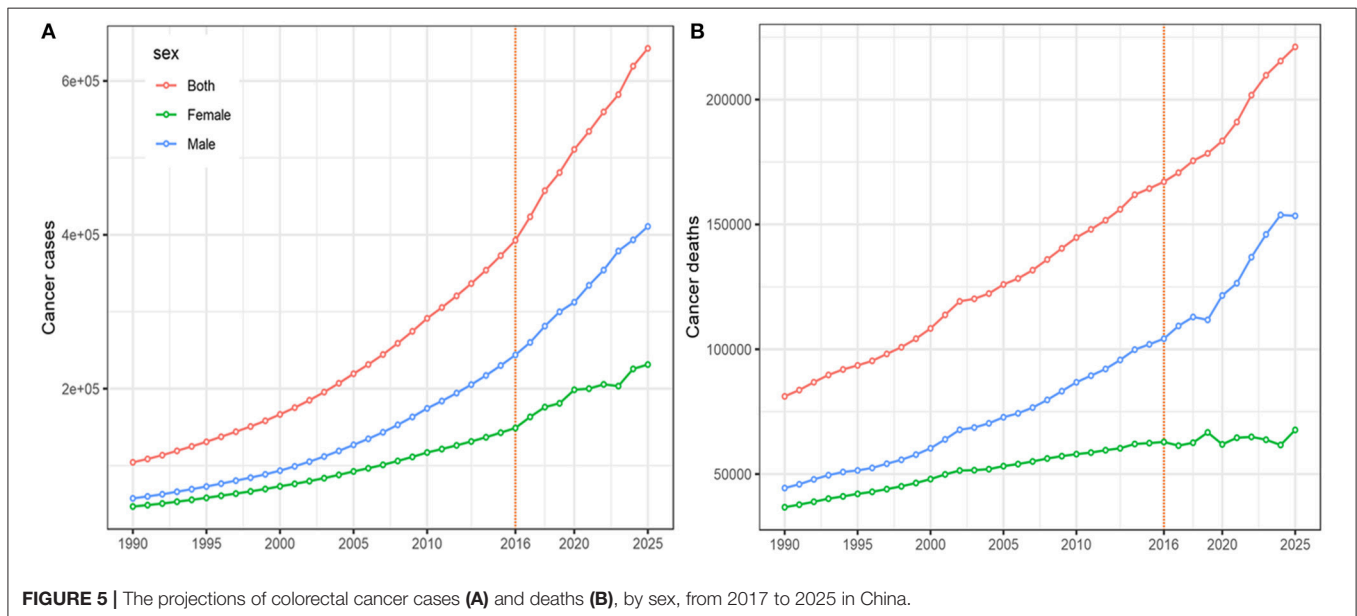 A
sex
Both
Female
Male
Cancer cases
6e+05
4e+05
2e+05
1990 1995 2000 2005 2010 2016 2020 2025
B
Cancer deaths
200000
150000
100000
50000
1990 1995 2000 2005 2010 2016 2020 2025
FIGURE 5 | The projections of colorectal cancer cases (A) and deaths (B), by sex, from 2017 to 2025 in China.